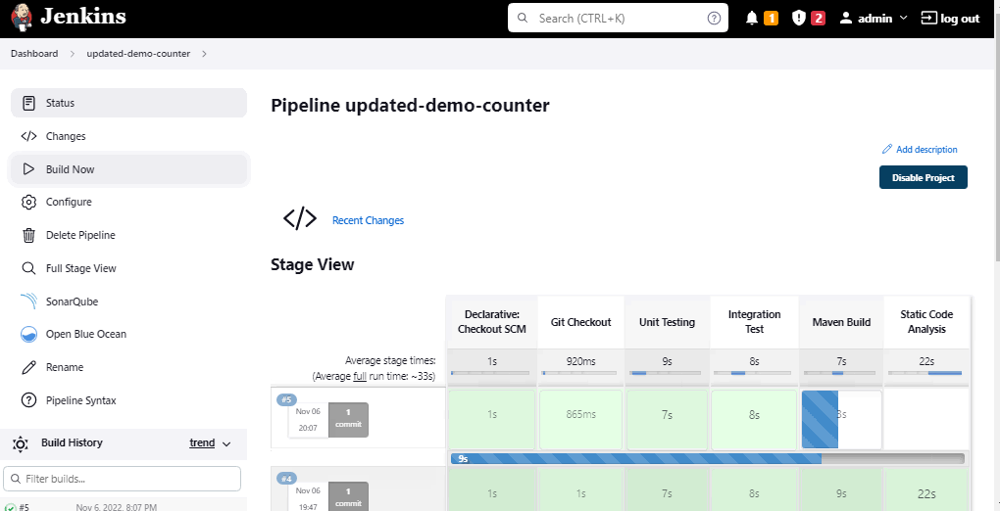 Jenkins
Search (CTRL+K)
1
2
admin
log out
Dashboard
updated-demo-counter
Status
Changes
Build Now
Configure
Delete Pipeline
Full Stage View
SonarQube
Open Blue Ocean
Rename
Pipeline Syntax
Build History
trend
Filter builds...
#5 Nov 6, 2022, 8:07 PM
Pipeline updated-demo-counter
Add description
Disable Project
Recent Changes
Stage View
Declarative: Checkout SCM
Git Checkout
Unit Testing
Integration Test
Maven Build
Static Code Analysis
Average stage times:
(Average full run time: ~33s)
1s
920ms
9s
8s
7s
22s
#5
Nov 06
20:07
1
commit
1s
865ms
7s
8s
3s
9s
#4
Nov 06
19:47
1
commit
1s
1s
7s
8s
9s
22s